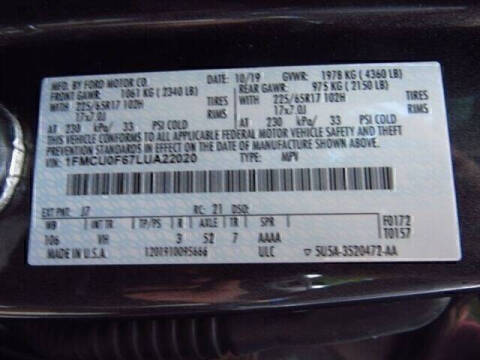 MFD. BY FORD MOTOR CO.
DATE: 10/19 GVWR: 1978 KG ( 4360 LB)
FRONT GAWR: 1061 KG ( 2340 LB) REAR GAWR: 975 KG ( 2150 LB)
WITH TIRES WITH TIRES
225/65R17 102H 225/65R17 102H
17x7.0J RIMS 17x7.0J RIMS
AT 230 kPa/ 33 PSI COLD AT 230 kPa/ 33 PSI COLD
THIS VEHICLE CONFORMS TO ALL APPLICABLE FEDERAL MOTOR VEHICLE SAFETY AND THEFT
PREVENTION STANDARDS IN EFFECT ON THE DATE OF MANUFACTURE SHOWN ABOVE.
VIN: 1FMCU0F67LUA22020
TYPE: MPV
EXT PNT: J7 RC: 21 DSO:
WB INT TR TP/PS R AXLE TR SPR
106 VH 3 52 7 AAAA
F0172
T0157
MADE IN U.S.A. 1201910095666 ULC 5U5A-3520472-AA